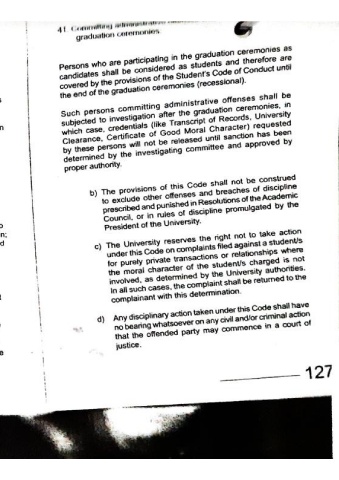 41. Committing administrative
graduation ceremonies.
Persons who are participating in the graduation ceremonies as
candidates shall be considered as students and therefore are
covered by the provisions of the Student's Code of Conduct until
the end of the graduation ceremonies (recessional).
Such persons committing administrative offenses shall be
subjected to investigation after the graduation ceremonies, in
which case, credentials (like Transcript of Records, University
Clearance, Certificate of Good Moral Character) requested
by these persons will not be released until sanction has been
determined by the investigating committee and approved by
proper authority.
b) The provisions of this Code shall not be construed
to exclude other offenses and breaches of discipline
prescribed and punished in Resolutions of the Academic
Council, or in rules of discipline promulgated by the
President of the University.
c) The University reserves the right not to take action
under this Code on complaints filed against a student/s
for purely private transactions or relationships where
the moral character of the student/s charged is not
involved, as determined by the University authorities.
In all such cases, the complaint shall be returned to the
complainant with this determination.
d) Any disciplinary action taken under this Code shall have
no bearing whatsoever on any civil and/or criminal action
that the offended party may commence in a court of
justice.
127